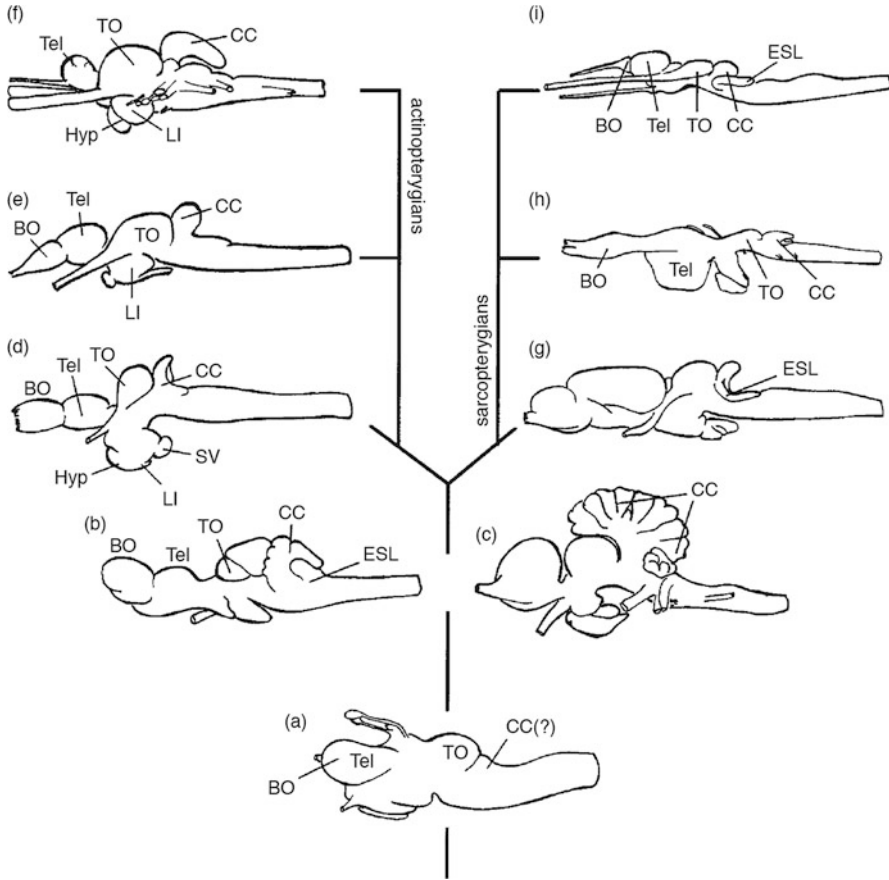 (f)
Tel
TO
CC
Hyp
LI
(i)
ESL
BO
Tel
TO
CC
actinopterygians
(e)
BO
Tel
TO
CC
LI
(h)
BO
Tel
TO
CC
sarcopterygians
(d)
BO
Tel
TO
CC
Hyp
LI
SV
(g)
ESL
(b)
BO
Tel
TO
CC
ESL
(c)
CC
(a)
BO
Tel
TO
CC(?)